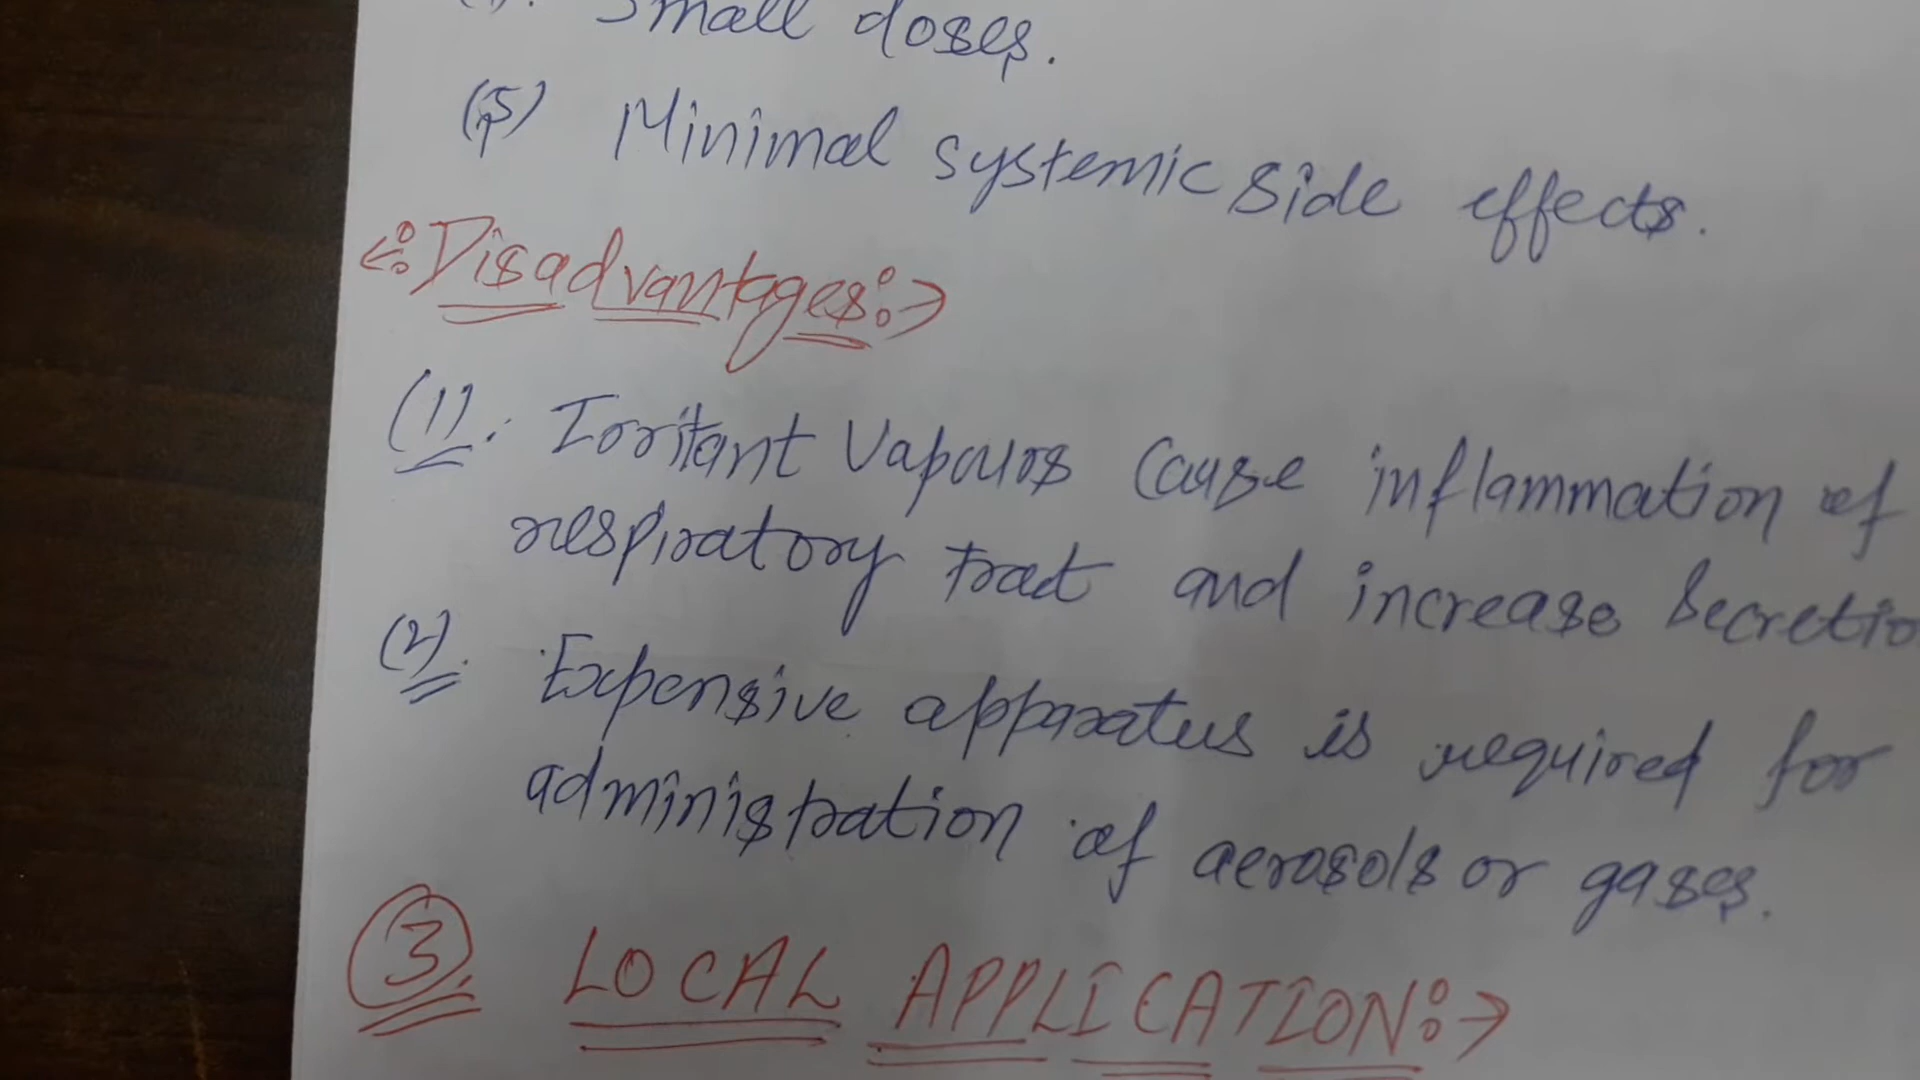 Small doses.
(5) Minimal systemic side effects.
<:Disadvantages:->
(1). Irritant Vapours cause inflammation of
respiratory tract and increase secretio
(2). Expensive apparatus is required for
administration of aerosols or gases.
3. LOCAL APPLICATION:->